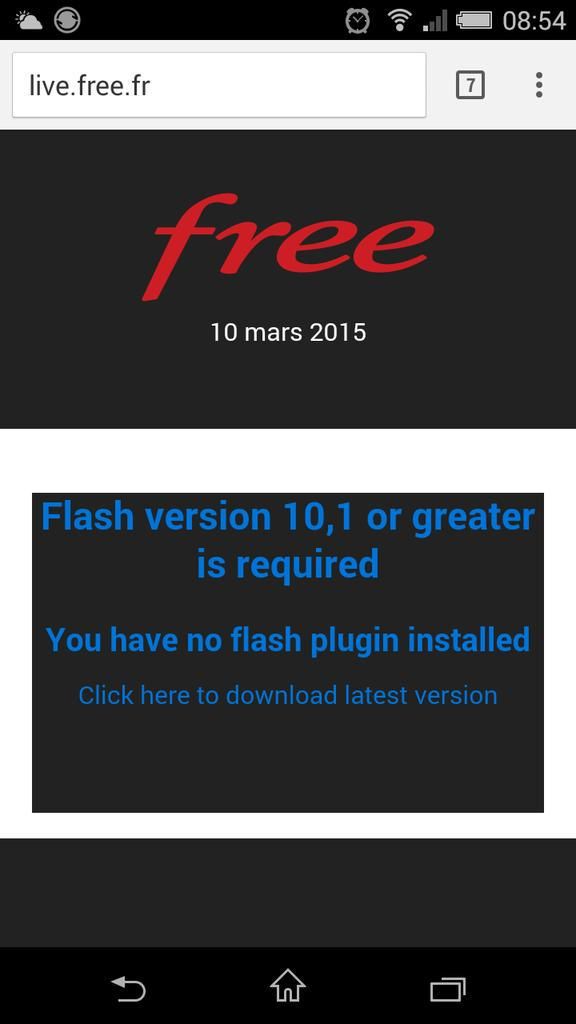 08:54
live.free.fr
7
free
10 mars 2015
Flash version 10,1 or greater
is required
You have no flash plugin installed
Click here to download latest version